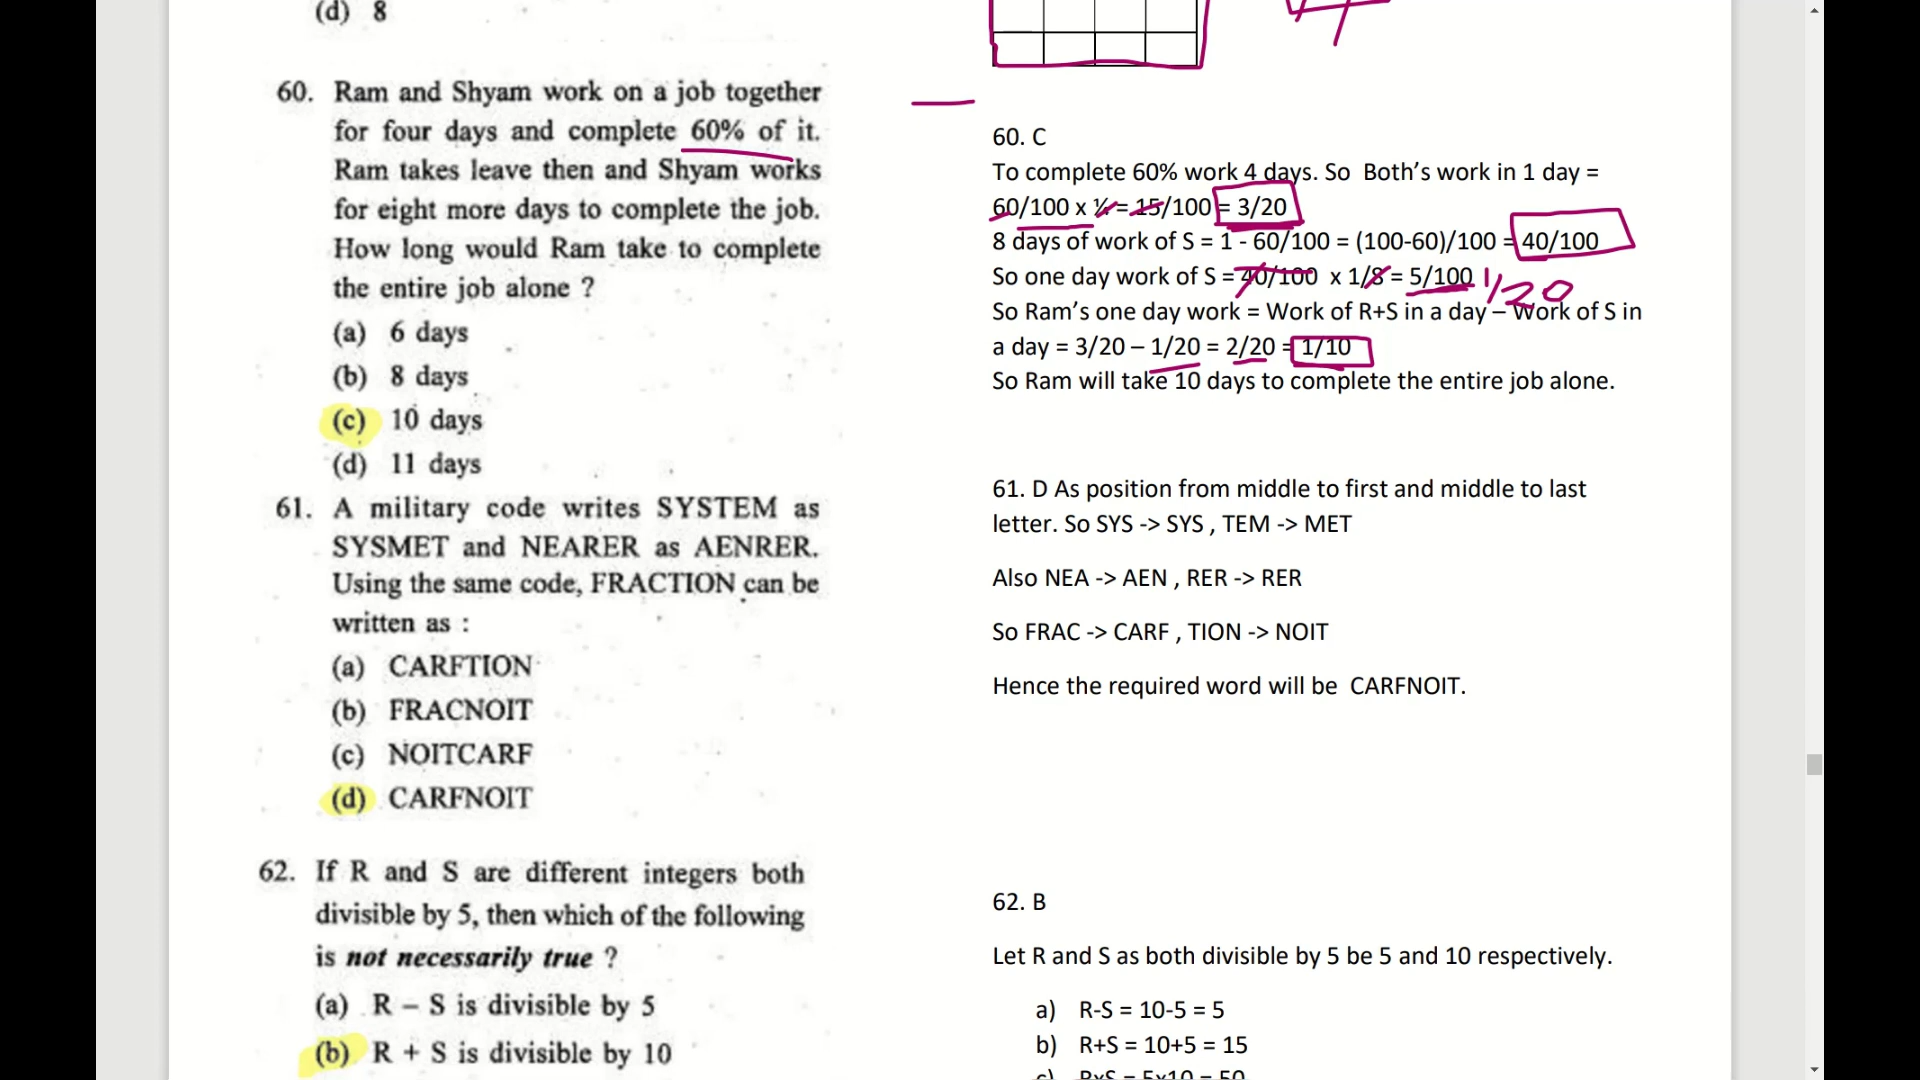 (d) 8
60. Ram and Shyam work on a job together
for four days and complete 60% of it.
Ram takes leave then and Shyam works
for eight more days to complete the job.
How long would Ram take to complete
the entire job alone ?
(a) 6 days
(b) 8 days
(c) 10 days
(d) 11 days
61. A military code writes SYSTEM as
SYSMET and NEARER as AENRER.
Using the same code, FRACTION can be
written as :
(a) CARFTION
(b) FRACNOIT
(c) NOITCARF
(d) CARFNOIT
62. If R and S are different integers both
divisible by 5, then which of the following
is not necessarily true ?
(a) R – S is divisible by 5
(b) R + S is divisible by 10
60. C
To complete 60% work 4 days. So Both’s work in 1 day =
60/100 x ¼ = 15/100 = 3/20
8 days of work of S = 1 - 60/100 = (100-60)/100 = 40/100
So one day work of S = 40/100 x 1/8 = 5/100 1/20
So Ram’s one day work = Work of R+S in a day – Work of S in
a day = 3/20 – 1/20 = 2/20 = 1/10
So Ram will take 10 days to complete the entire job alone.
61. D As position from middle to first and middle to last
letter. So SYS -> SYS , TEM -> MET
Also NEA -> AEN , RER -> RER
So FRAC -> CARF , TION -> NOIT
Hence the required word will be CARFNOIT.
62. B
Let R and S as both divisible by 5 be 5 and 10 respectively.
a) R-S = 10-5 = 5
b) R+S = 10+5 = 15
c) RxS = 5x10 = 50